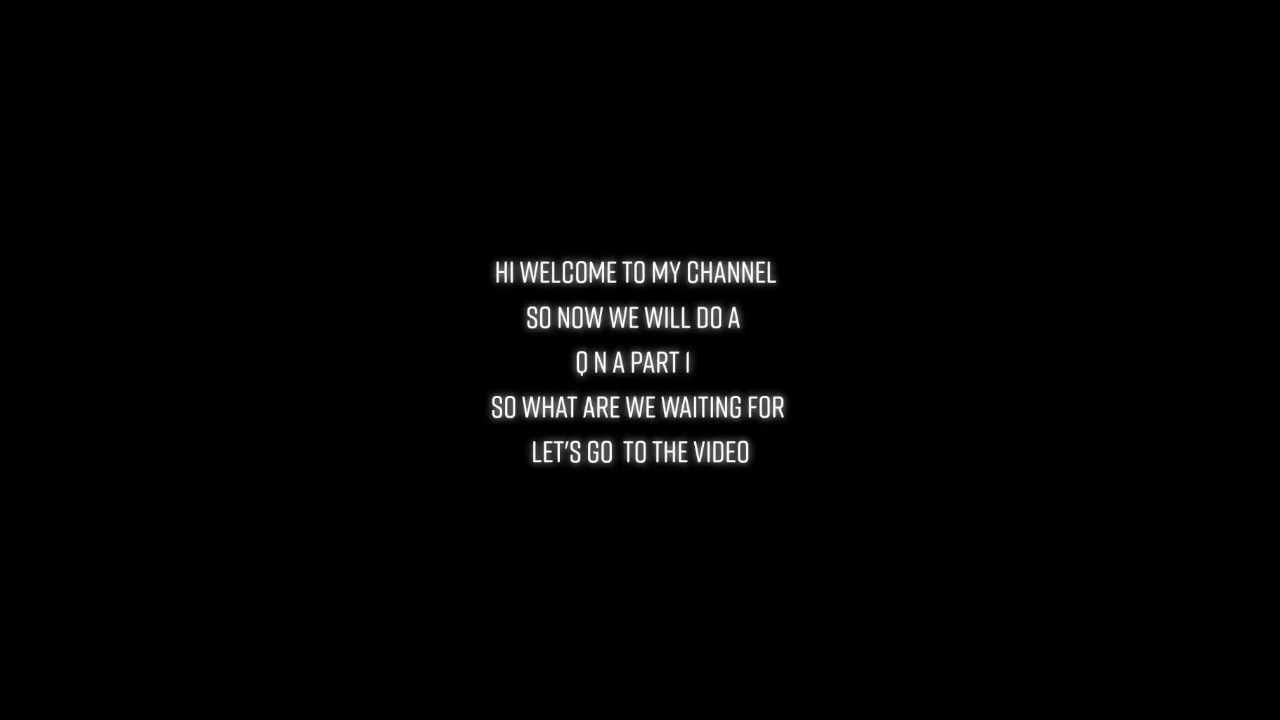 HI WELCOME TO MY CHANNEL
SO NOW WE WILL DO A
Q N A PART 1
SO WHAT ARE WE WAITING FOR
LET'S GO  TO THE VIDEO